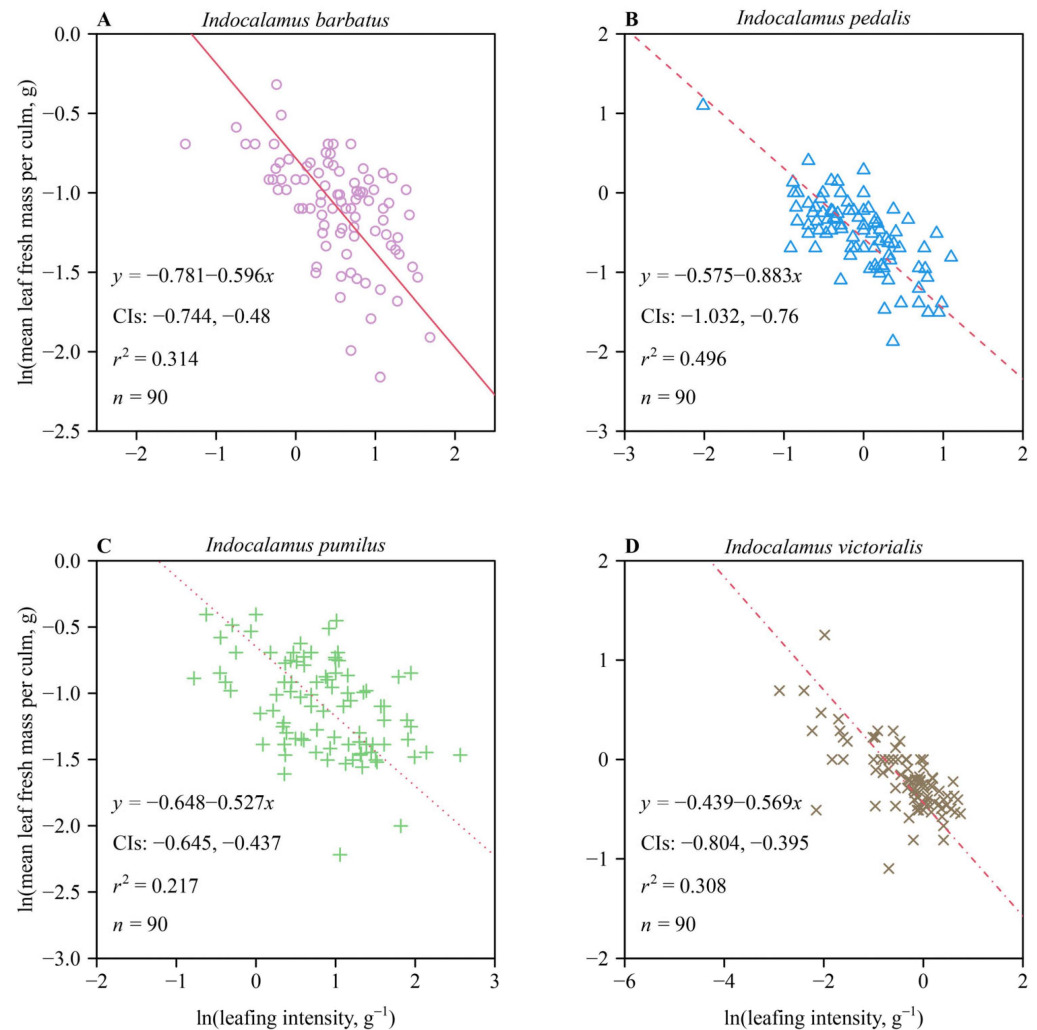 A
Indocalamus barbatus
ln(mean leaf fresh mass per culm, g)
0.0
−0.5
−1.0
−1.5
−2.0
−2.5
y = −0.781−0.596x
CIs: −0.744, −0.48
r² = 0.314
n = 90
−2 −1 0 1 2
B
Indocalamus pedalis
2
1
0
−1
−2
−3
y = −0.575−0.883x
CIs: −1.032, −0.76
r² = 0.496
n = 90
−3 −2 −1 0 1 2
C
Indocalamus pumilus
ln(mean leaf fresh mass per culm, g)
0.0
−0.5
−1.0
−1.5
−2.0
−2.5
−3.0
y = −0.648−0.527x
CIs: −0.645, −0.437
r² = 0.217
n = 90
−2 −1 0 1 2 3
ln(leafing intensity, g⁻¹)
D
Indocalamus victorialis
2
1
0
−1
−2
y = −0.439−0.569x
CIs: −0.804, −0.395
r² = 0.308
n = 90
−6 −4 −2 0 2
ln(leafing intensity, g⁻¹)